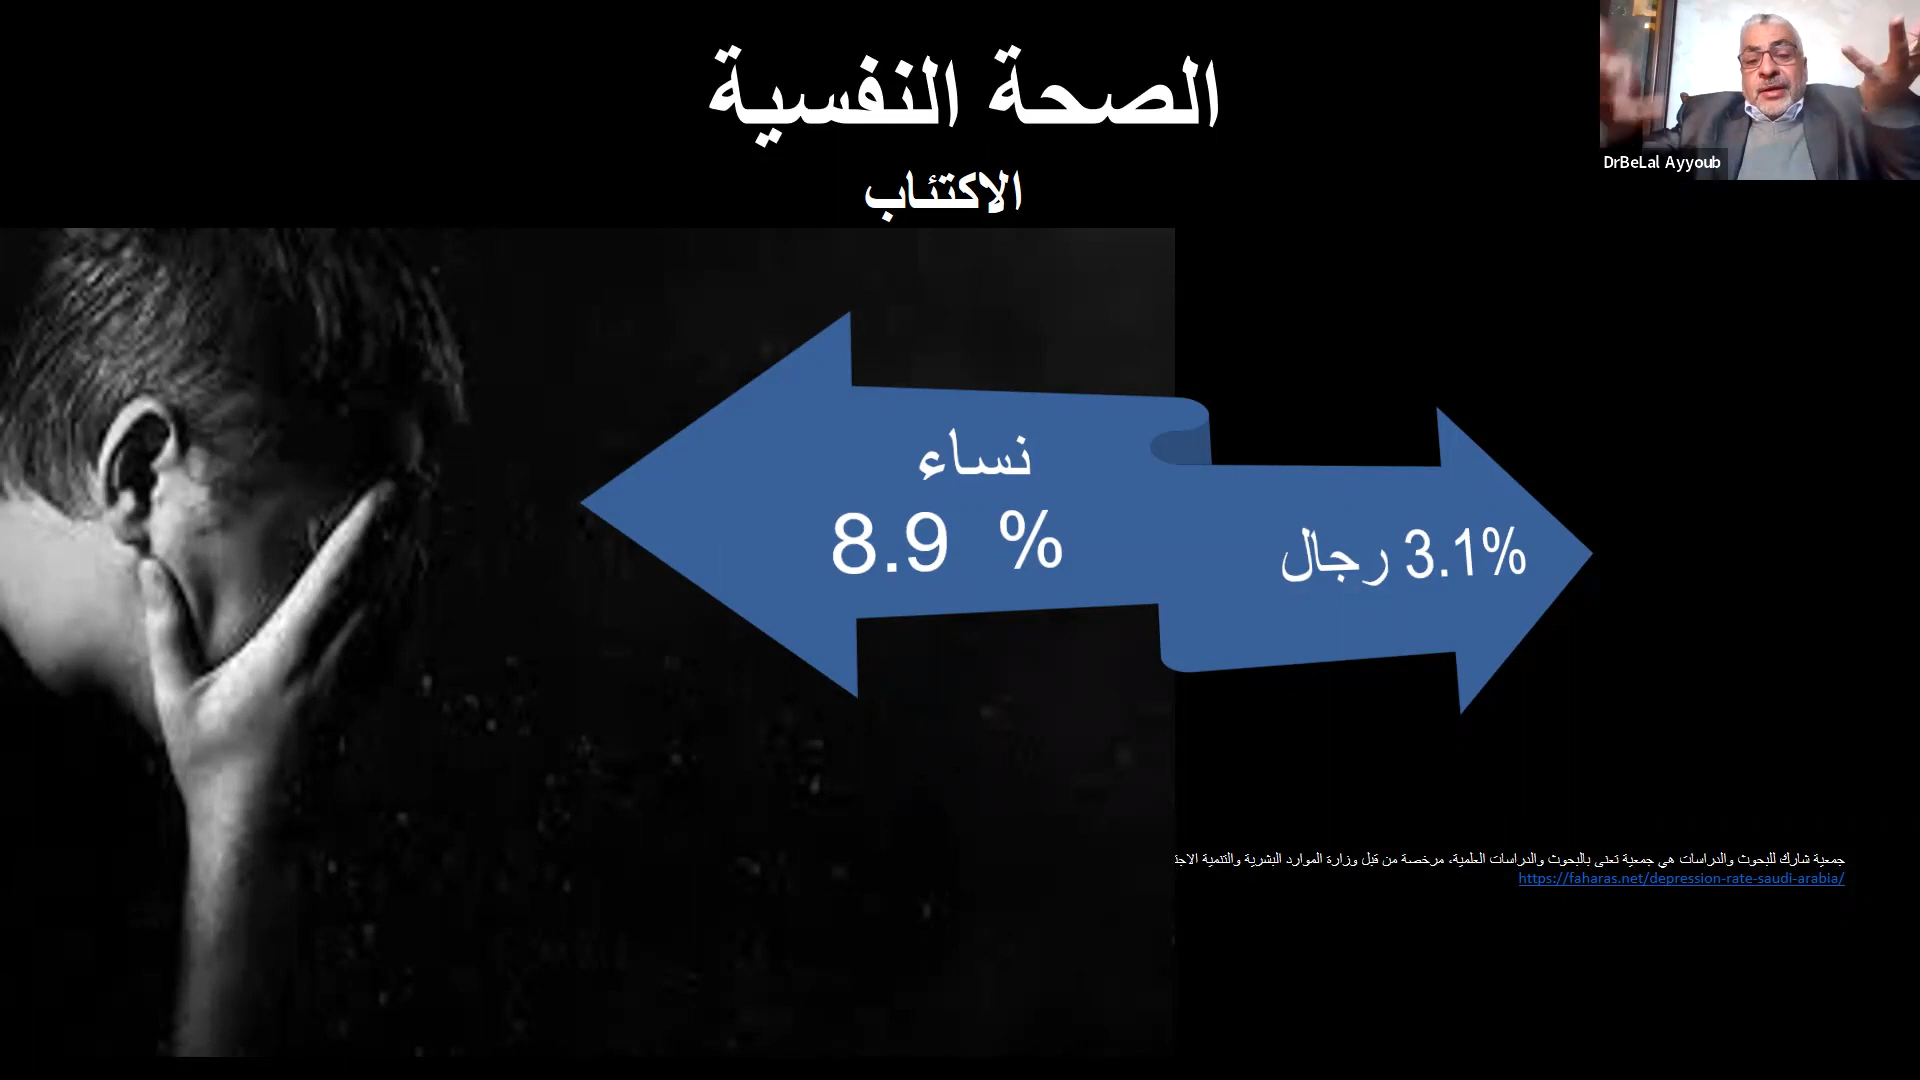 الصحة النفسية
الاكتئاب
DrBeLal Ayyoub
نساء
8.9 %
3.1% رجال
جمعية شارك للبحوث والدراسات هي جمعية تعنى بالبحوث والدراسات العلمية، مرخصة من قبل وزارة الموارد البشرية والتنمية الاجت
https://faharas.net/depression-rate-saudi-arabia/